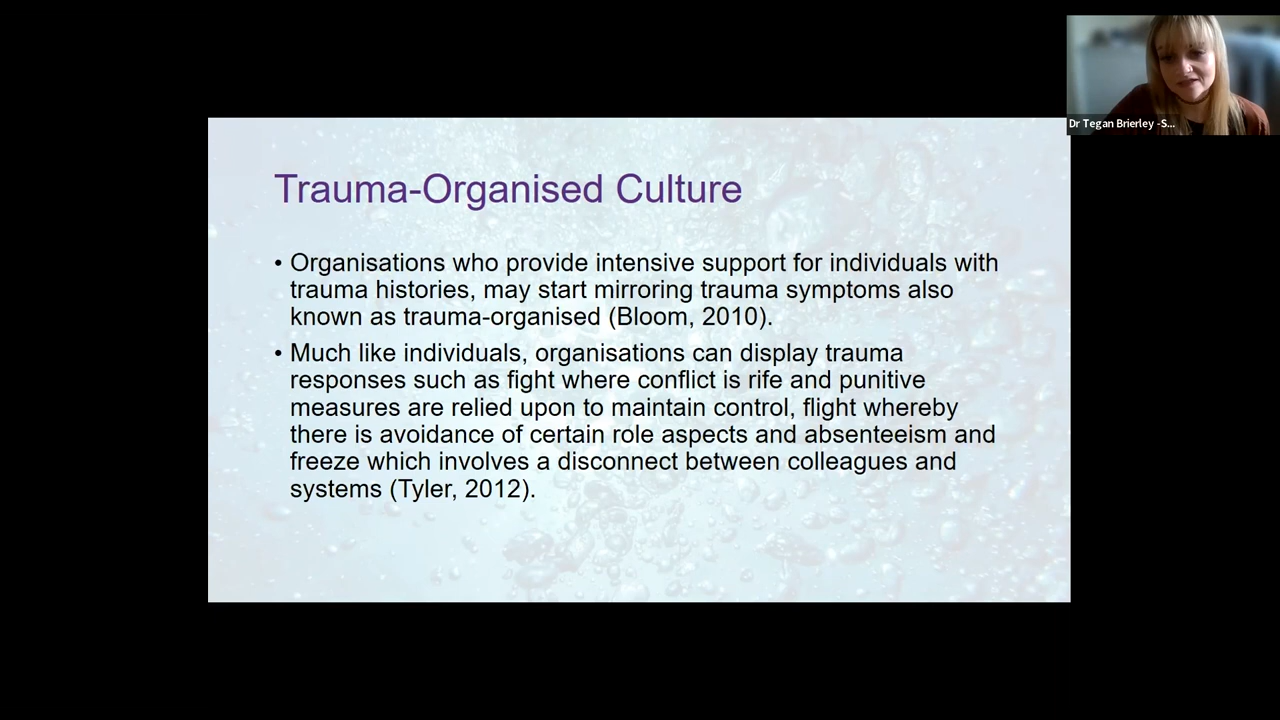 Dr Tegan Brierley -S...
Trauma-Organised Culture
• Organisations who provide intensive support for individuals with
trauma histories, may start mirroring trauma symptoms also
known as trauma-organised (Bloom, 2010).
• Much like individuals, organisations can display trauma
responses such as fight where conflict is rife and punitive
measures are relied upon to maintain control, flight whereby
there is avoidance of certain role aspects and absenteeism and
freeze which involves a disconnect between colleagues and
systems (Tyler, 2012).